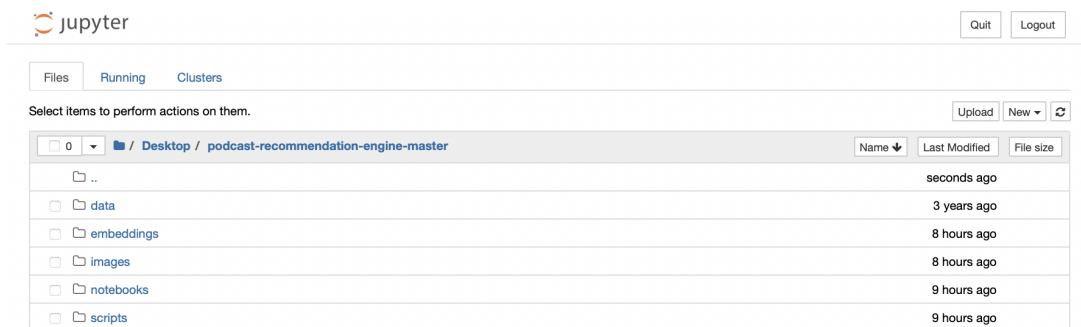 jupyter
Quit Logout
Files Running Clusters
Select items to perform actions on them.
Upload New
0 / Desktop / podcast-recommendation-engine-master Name Last Modified File size
.. seconds ago
data 3 years ago
embeddings 8 hours ago
images 8 hours ago
notebooks 9 hours ago
scripts 9 hours ago